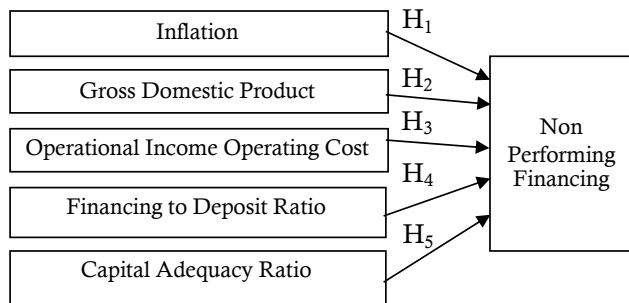 Inflation
H₁
Gross Domestic Product
H₂
Operational Income Operating Cost
H₃
Financing to Deposit Ratio
H₄
Capital Adequacy Ratio
H₅
Non
Performing
Financing